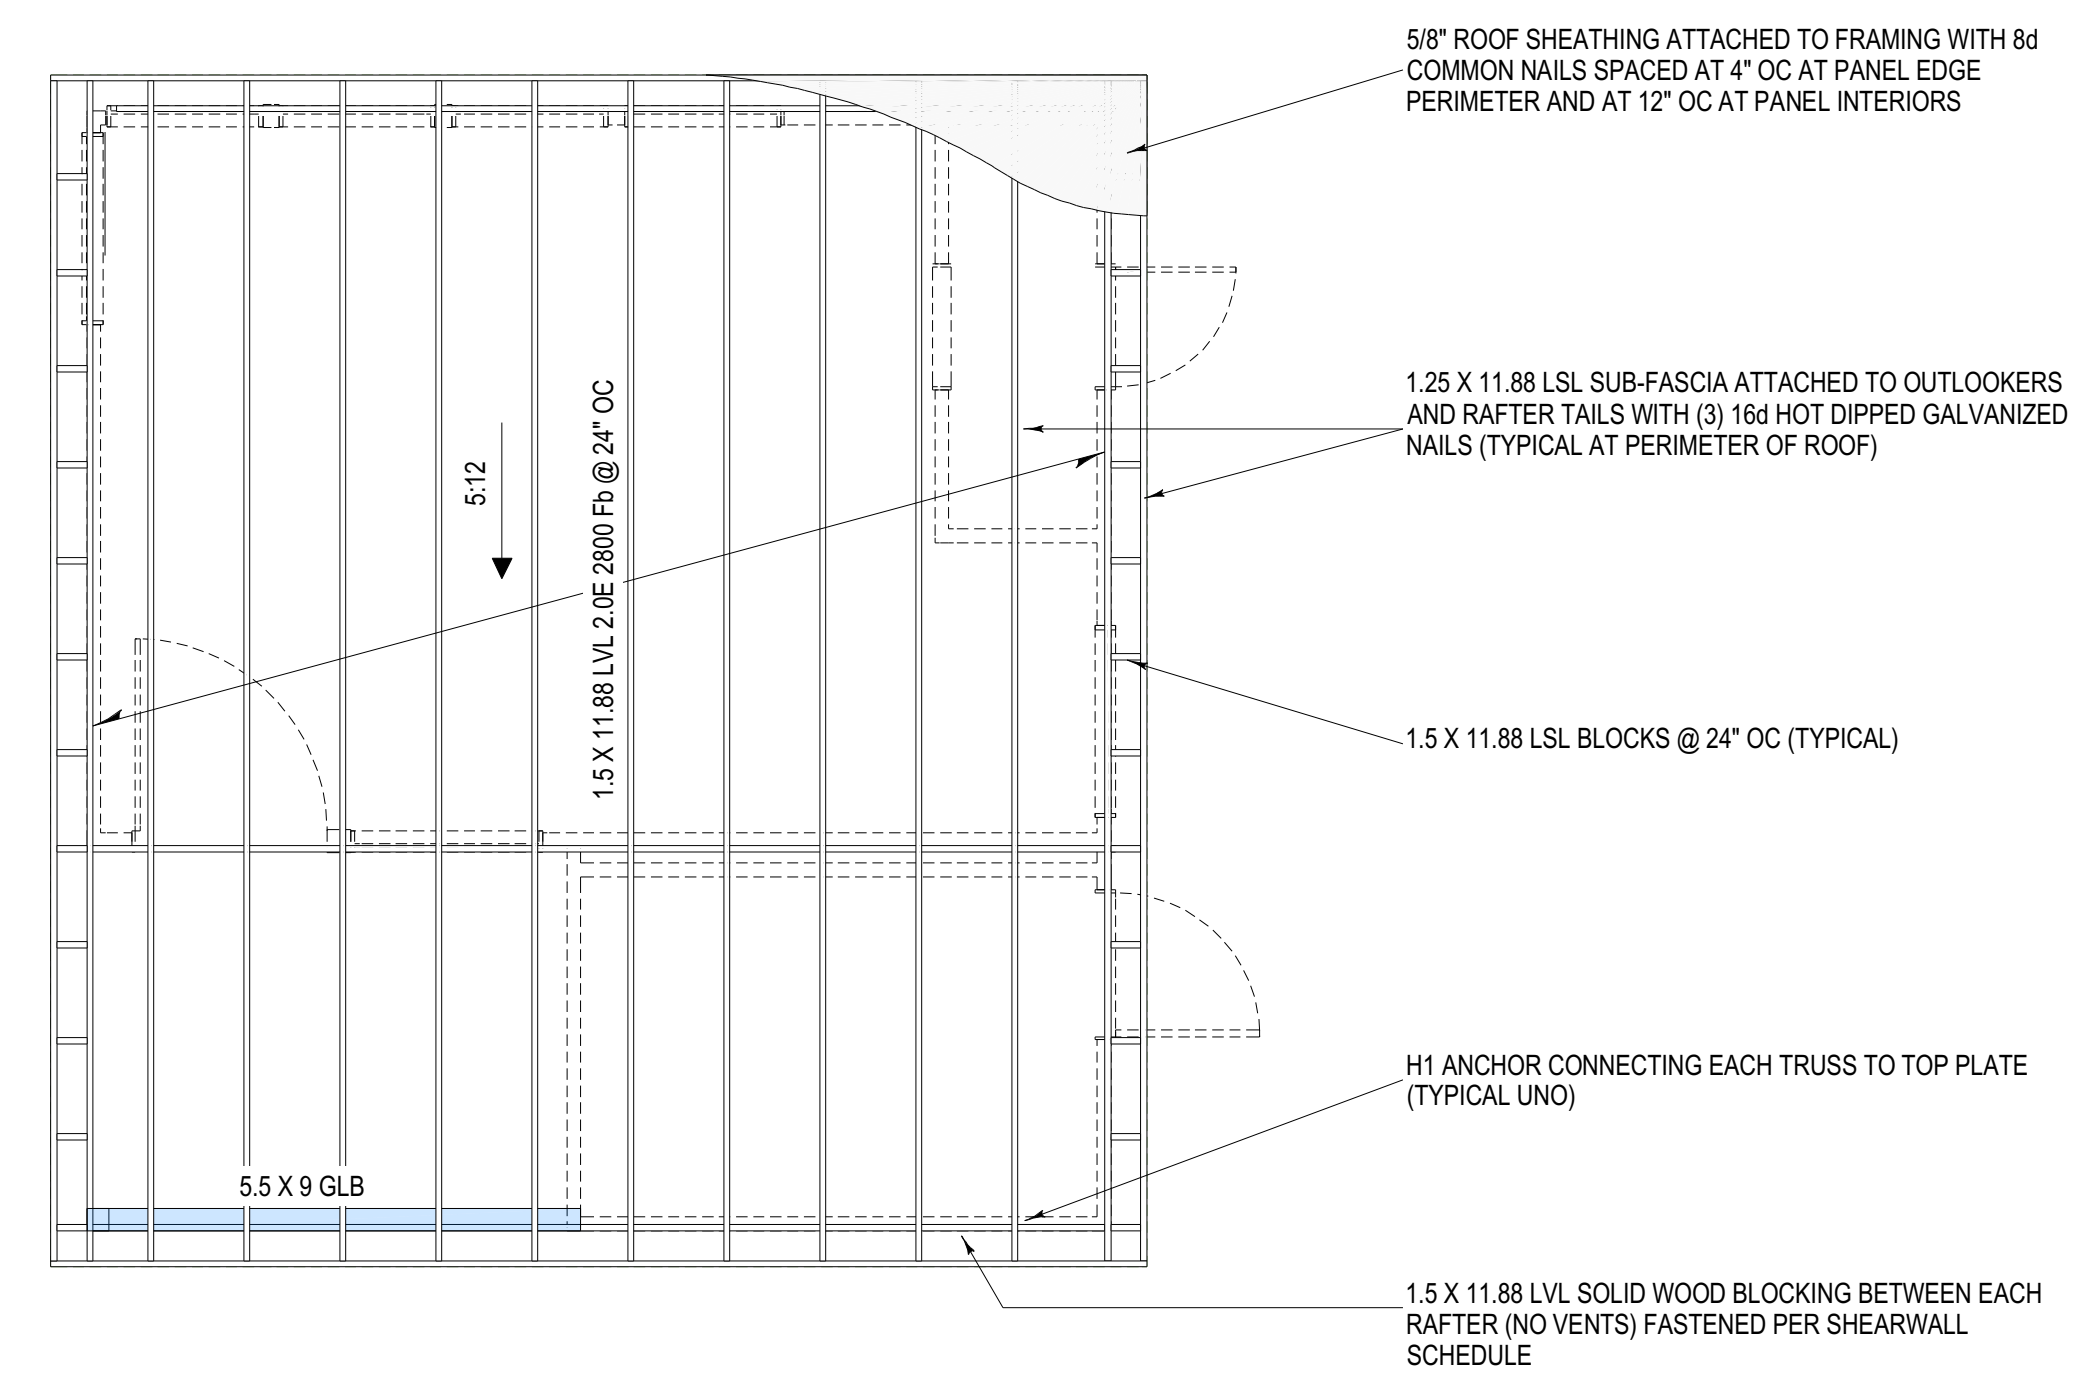 5/8" ROOF SHEATHING ATTACHED TO FRAMING WITH 8d
COMMON NAILS SPACED AT 4" OC AT PANEL EDGE
PERIMETER AND AT 12" OC AT PANEL INTERIORS
1.25 X 11.88 LSL SUB-FASCIA ATTACHED TO OUTLOOKERS
AND RAFTER TAILS WITH (3) 16d HOT DIPPED GALVANIZED
NAILS (TYPICAL AT PERIMETER OF ROOF)
5:12
1.5 X 11.88 LVL 2.0E 2800 Fb @ 24" OC
1.5 X 11.88 LSL BLOCKS @ 24" OC (TYPICAL)
H1 ANCHOR CONNECTING EACH TRUSS TO TOP PLATE
(TYPICAL UNO)
5.5 X 9 GLB
1.5 X 11.88 LVL SOLID WOOD BLOCKING BETWEEN EACH
RAFTER (NO VENTS) FASTENED PER SHEARWALL
SCHEDULE